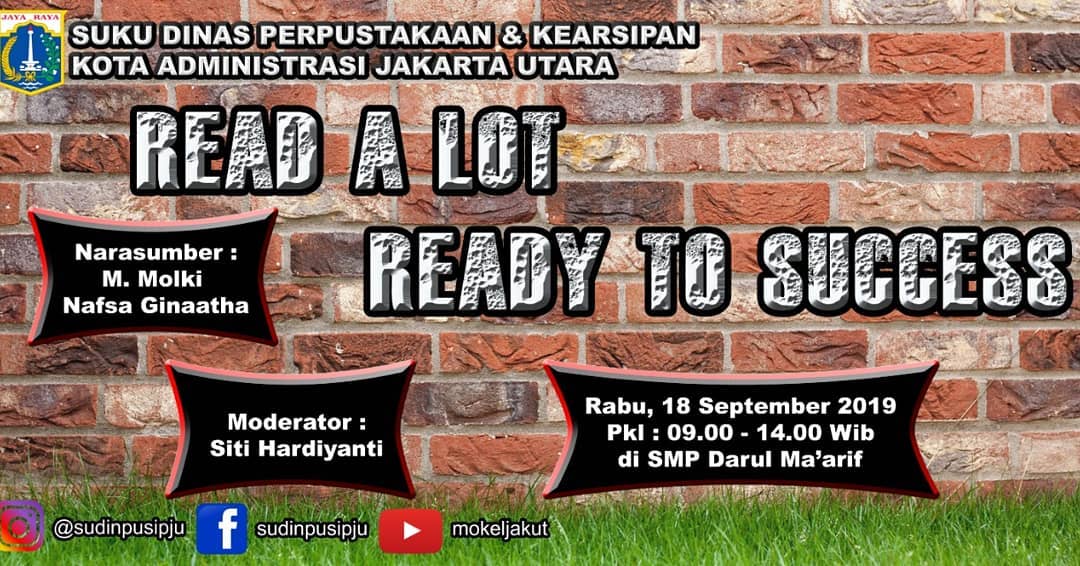 JAYA RAYA
SUKU DINAS PERPUSTAKAAN & KEARSIPAN
KOTA ADMINISTRASI JAKARTA UTARA
READ A LOT
READY TO SUCCESS
Narasumber :
M. Molki
Nafsa Ginaatha
Moderator :
Siti Hardiyanti
Rabu, 18 September 2019
Pkl : 09.00 - 14.00 Wib
di SMP Darul Ma’arif
@sudinpusipju
sudinpusipju
mokeljakut